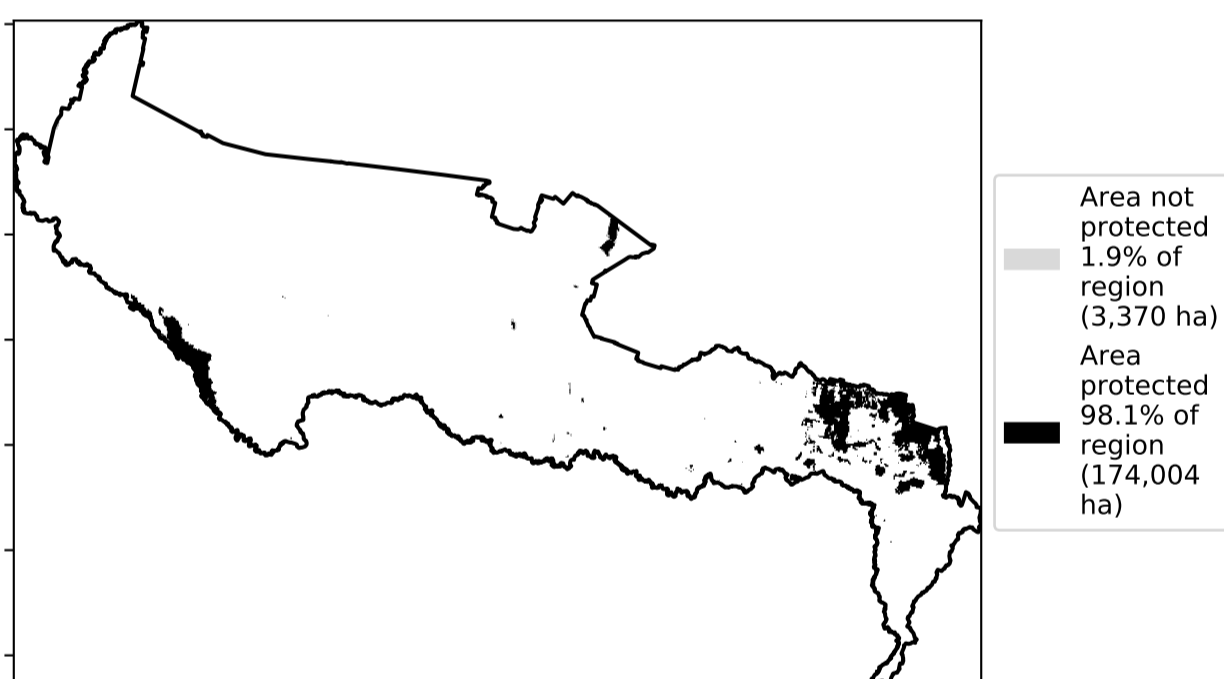 Area not
protected
1.9% of
region
(3,370 ha)
Area
protected
98.1% of
region
(174,004
ha)